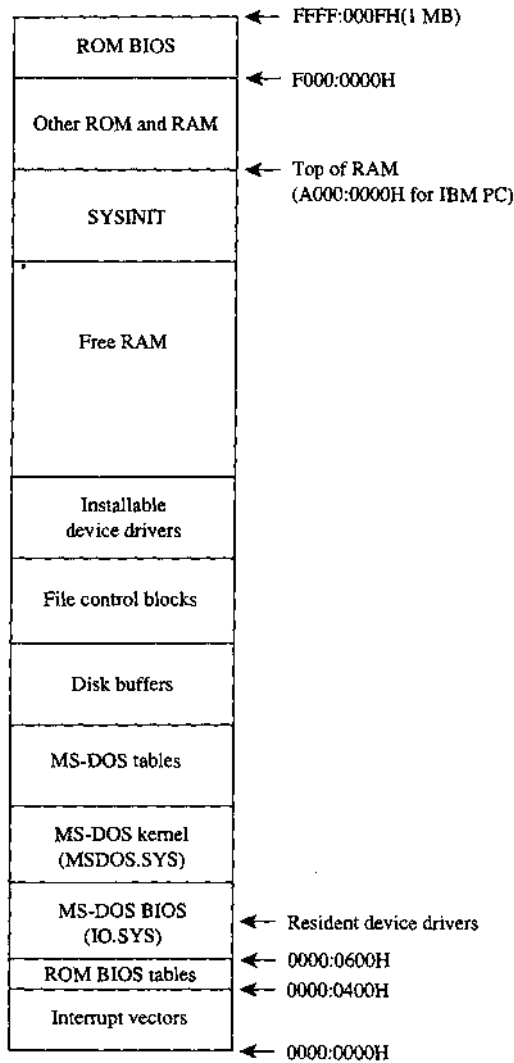 FFFF:000FH(1 MB)
ROM BIOS
F000:0000H
Other ROM and RAM
Top of RAM
(A000:0000H for IBM PC)
SYSINIT
Free RAM
Installable
device drivers
File control blocks
Disk buffers
MS-DOS tables
MS-DOS kernel
(MSDOS.SYS)
MS-DOS BIOS
(IO.SYS)
Resident device drivers
0000:0600H
ROM BIOS tables
0000:0400H
Interrupt vectors
0000:0000H